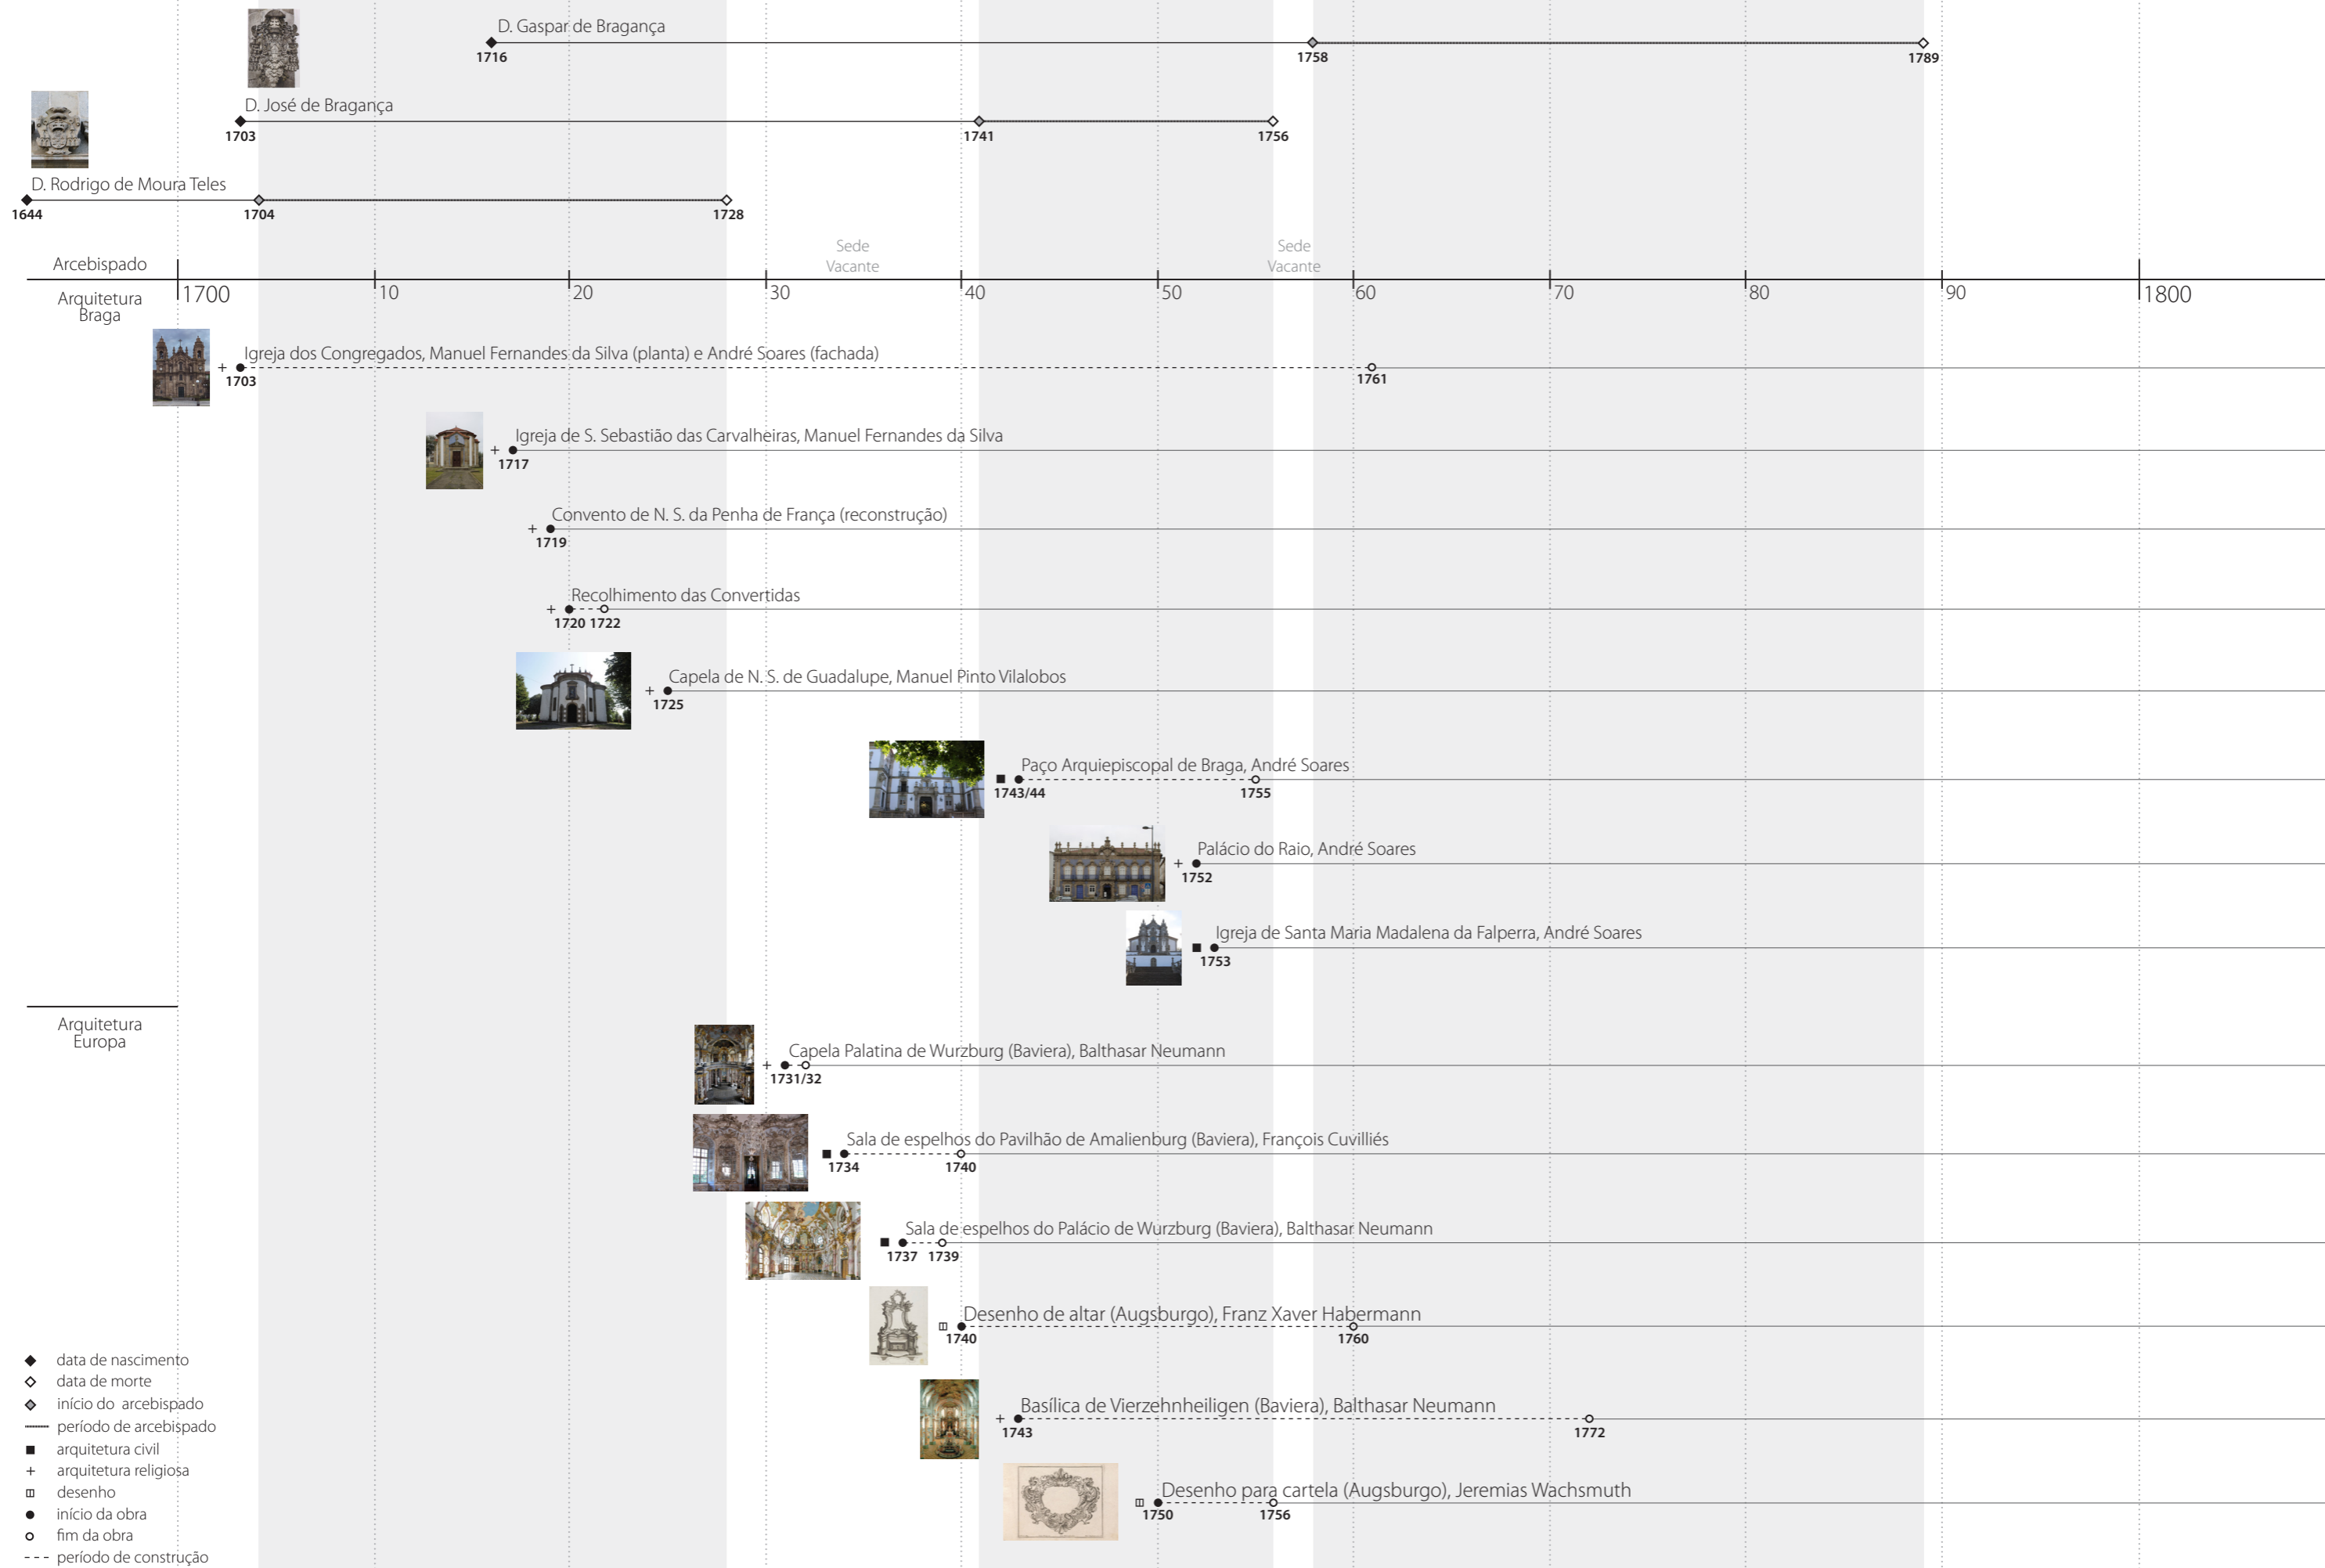 D. Gaspar de Bragança
1716
1758
1789
D. José de Bragança
1703
1741
1756
D. Rodrigo de Moura Teles
1644
1704
1728
Sede
Vacante
Sede
Vacante
Arcebispado
Arquitetura
Braga
1700
10
20
30
40
50
60
70
80
90
1800
Igreja dos Congregados, Manuel Fernandes da Silva (planta) e André Soares (fachada)
1703
1761
Igreja de S. Sebastião das Carvalheiras, Manuel Fernandes da Silva
1717
Convento de N. S. da Penha de França (reconstrução)
1719
Recolhimento das Convertidas
1720 1722
Capela de N. S. de Guadalupe, Manuel Pinto Vilalobos
1725
Paço Arquiepiscopal de Braga, André Soares
1743/44
1755
Palácio do Raio, André Soares
1752
Igreja de Santa Maria Madalena da Falperra, André Soares
1753
Arquitetura
Europa
Capela Palatina de Wurzburg (Baviera), Balthasar Neumann
1731/32
Sala de espelhos do Pavilhão de Amalienburg (Baviera), François Cuvilliés
1734
1740
Sala de espelhos do Palácio de Wurzburg (Baviera), Balthasar Neumann
1737 1739
Desenho de altar (Augsburgo), Franz Xaver Habermann
1740
1760
Basílica de Vierzehnheiligen (Baviera), Balthasar Neumann
1743
1772
Desenho para cartela (Augsburgo), Jeremias Wachsmuth
1750
1756
data de nascimento
data de morte
início do arcebispado
período de arcebispado
arquitetura civil
arquitetura religiosa
desenho
início da obra
fim da obra
período de construção